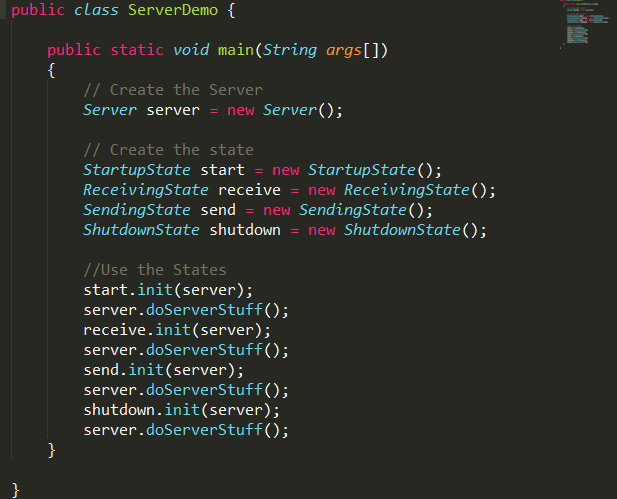 public class ServerDemo {
public static void main(String args[])
{
// Create the Server
Server server = new Server();
// Create the state
StartupState start = new StartupState();
ReceivingState receive = new ReceivingState();
SendingState send = new SendingState();
ShutdownState shutdown = new ShutdownState();
//Use the States
start.init(server);
server.doServerStuff();
receive.init(server);
server.doServerStuff();
send.init(server);
server.doServerStuff();
shutdown.init(server);
server.doServerStuff();
}
}